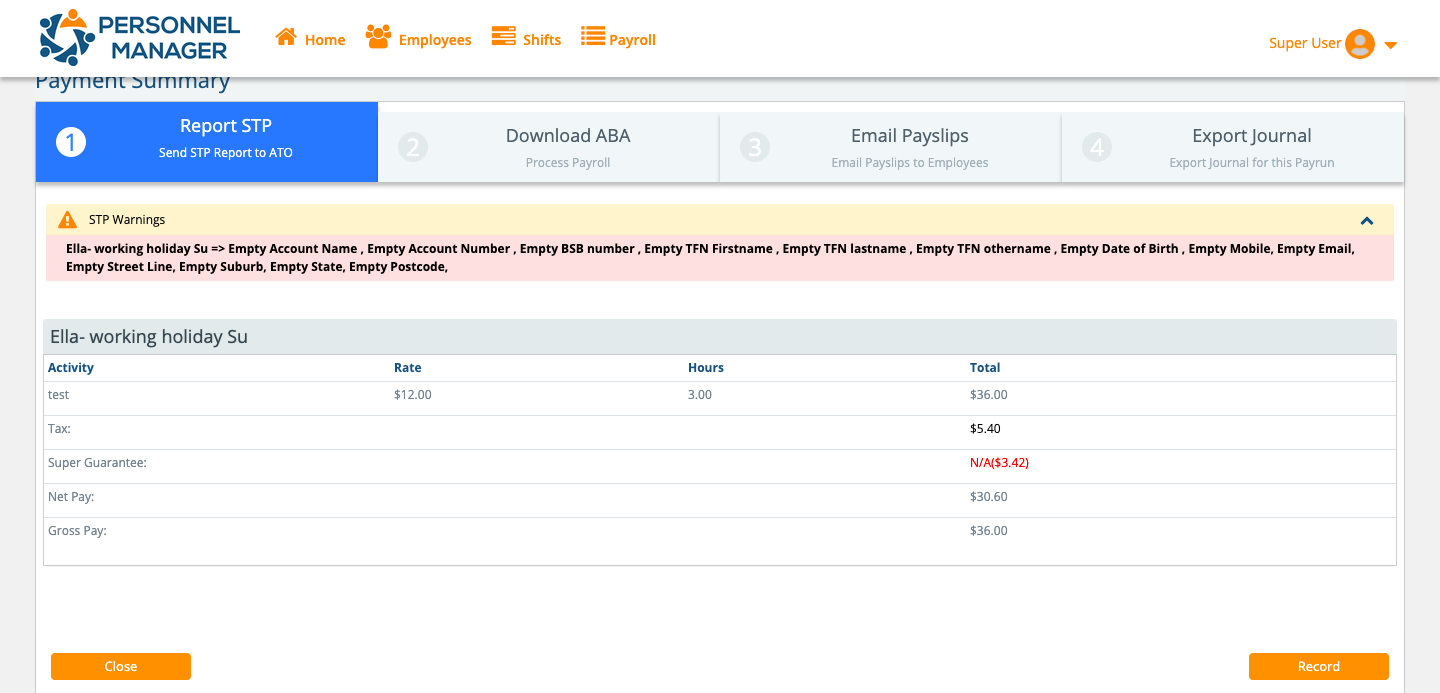 PERSONNEL
MANAGER
Home
Employees
Shifts
Payroll
Super User
Payment Summary
1
Report STP
Send STP Report to ATO
2
Download ABA
Process Payroll
3
Email Payslips
Email Payslips to Employees
4
Export Journal
Export Journal for this Payrun
STP Warnings
Ella- working holiday Su => Empty Account Name , Empty Account Number , Empty BSB number , Empty TFN Firstname , Empty TFN lastname , Empty TFN othername , Empty Date of Birth , Empty Mobile, Empty Email,
Empty Street Line, Empty Suburb, Empty State, Empty Postcode,
Ella- working holiday Su
Activity Rate Hours Total
test $12.00 3.00 $36.00
Tax: $5.40
Super Guarantee: N/A($3.42)
Net Pay: $30.60
Gross Pay: $36.00
Close
Record